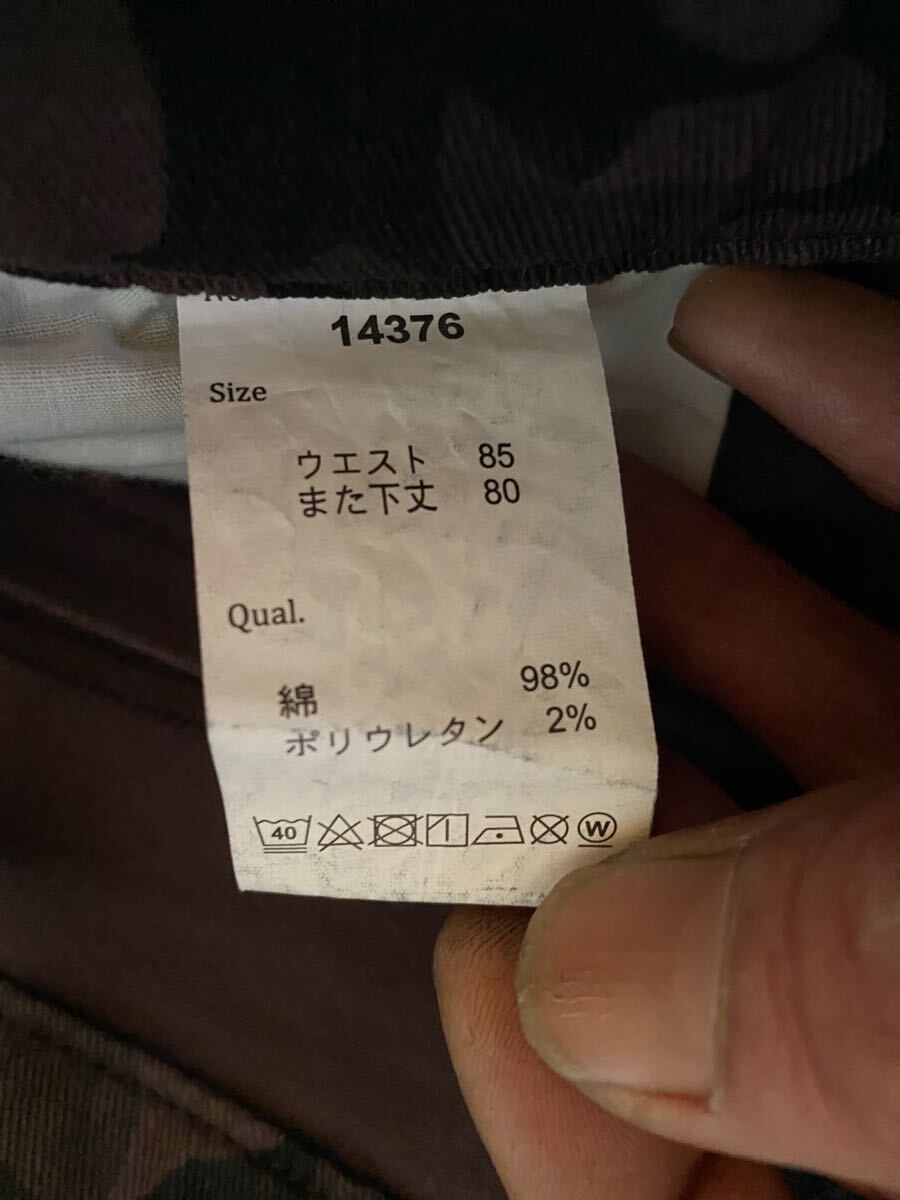 14376
Size
ウエスト 85
また下丈 80
Qual.
綿 98%
ポリウレタン 2%
40 W